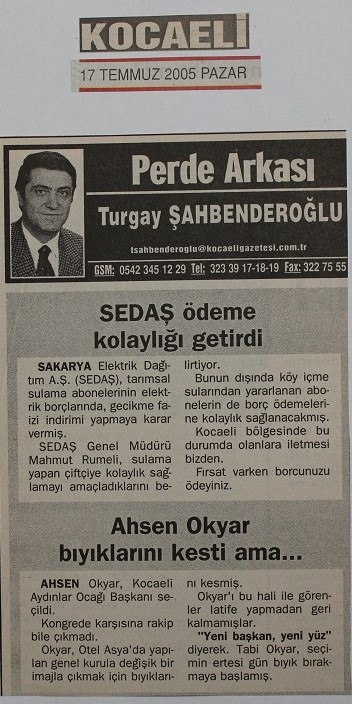 KOCAELİ
17 TEMMUZ 2005 PAZAR
Perde Arkası
Turgay ŞAHBENDEROĞLU
tsahbenderoglu@kocaeligazetesi.com.tr
GSM: 0542 345 12 29 Tel: 323 39 17-18-19 Fax: 322 75 55
SEDAŞ ödeme
kolaylığı getirdi
SAKARYA Elektrik Dağı-
tım A.Ş. (SEDAŞ), tarımsal
sulama abonelerinin elekt-
rik borçlarında, gecikme fa-
izi indirimi yapmaya karar
vermiş.
SEDAŞ Genel Müdürü
Mahmut Rumeli, sulama
yapan çiftçiye kolaylık sağ-
lamayı amaçladıklarını be-
lirtiyor.
Bunun dışında köy içme
sularından yararlanan abo-
nelerin de borç ödemeleri-
ne kolaylık sağlanacakmış.
Kocaeli bölgesinde bu
durumda olanlara iletmesi
bizden.
Fırsat varken borcunuzu
ödeyiniz.
Ahsen Okyar
bıyıklarını kesti ama...
AHSEN Okyar, Kocaeli
Aydınlar Ocağı Başkanı se-
çildi.
Kongrede karşısına rakip
bile çıkmadı.
Okyar, Otel Asya'da yapı-
lan genel kurula değişik bir
imajla çıkmak için bıyıkları-
nı kesmiş.
Okyar'ı bu hali ile gören-
ler latife yapmadan geri
kalmamışlar.
"Yeni başkan, yeni yüz"
diyerek. Tabi Okyar, seçi-
min ertesi gün bıyık bırak-
maya başlamış.